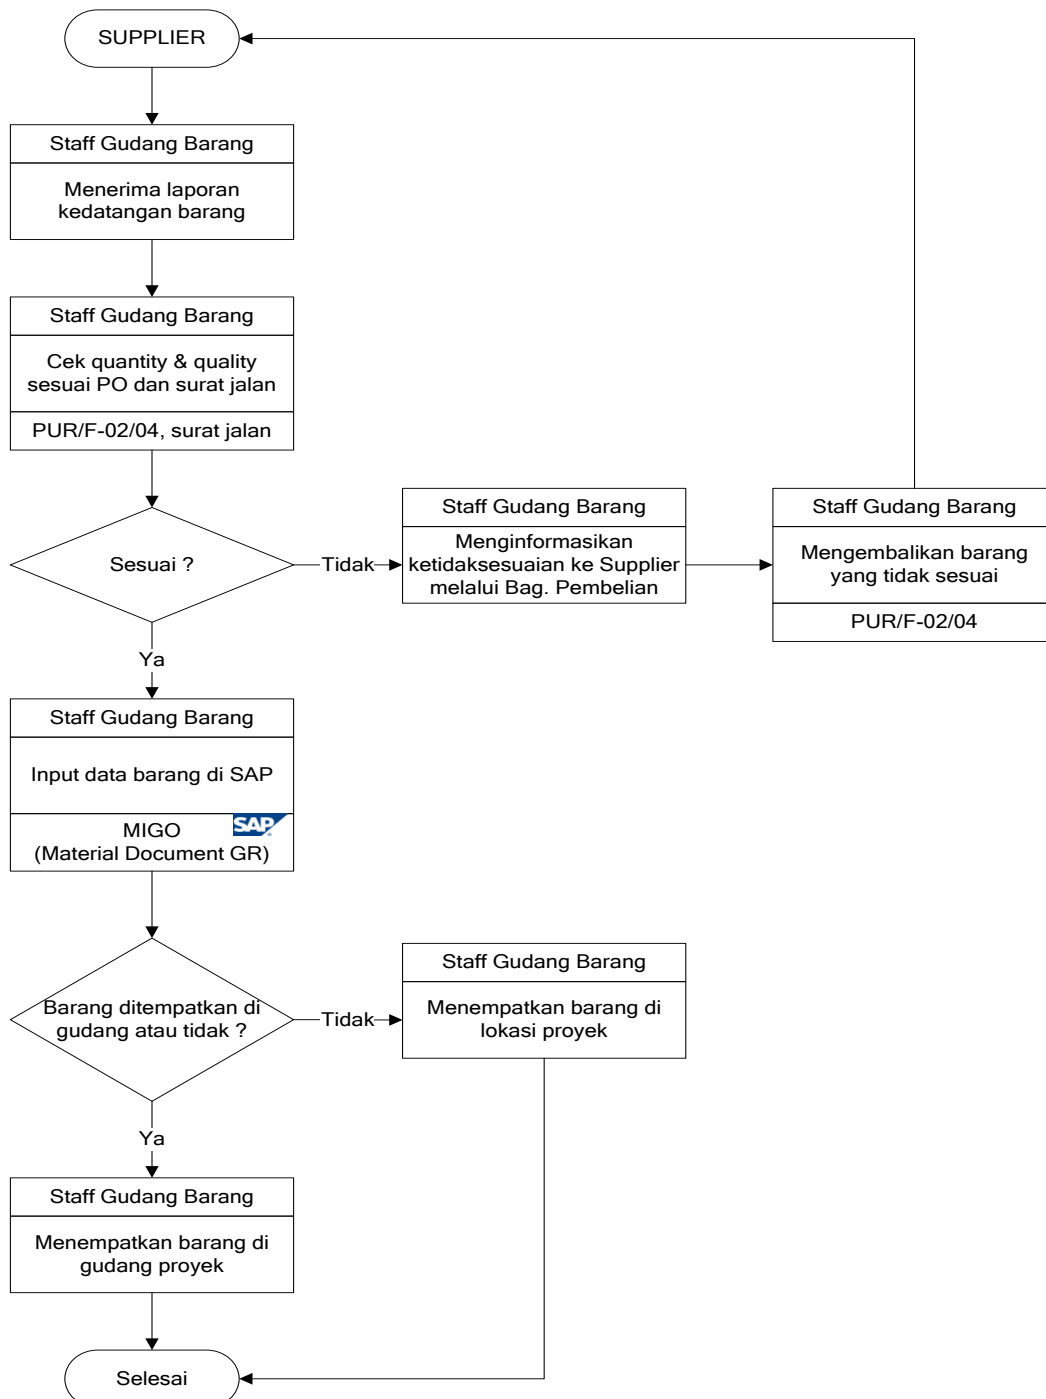 SUPPLIER
Staff Gudang Barang
Menerima laporan
kedatangan barang
Staff Gudang Barang
Cek quantity & quality
sesuai PO dan surat jalan
PUR/F-02/04, surat jalan
Sesuai ?
Tidak
Staff Gudang Barang
Menginformasikan
ketidaksesuaian ke Supplier
melalui Bag. Pembelian
Staff Gudang Barang
Mengembalikan barang
yang tidak sesuai
PUR/F-02/04
Ya
Staff Gudang Barang
Input data barang di SAP
MIGO
(Material Document GR)
SAP
Barang ditempatkan di
gudang atau tidak ?
Tidak
Staff Gudang Barang
Menempatkan barang di
lokasi proyek
Ya
Staff Gudang Barang
Menempatkan barang di
gudang proyek
Selesai